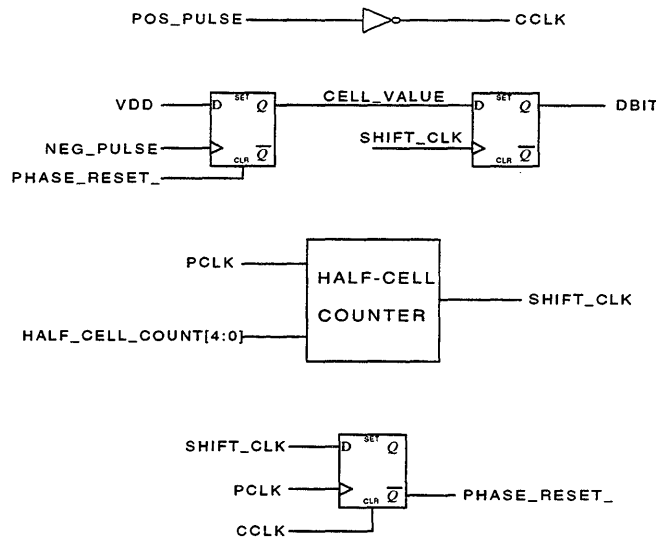 POS_PULSE CCLK
VDD D SET Q CELL_VALUE D SET Q DBIT
NEG_PULSE Q SHIFT_CLK Q
CLR CLR
PHASE_RESET_
PCLK
HALF-CELL
COUNTER
SHIFT_CLK
HALF_CELL_COUNT[4:0]
SHIFT_CLK D SET Q
PCLK Q PHASE_RESET_
CLR
CCLK